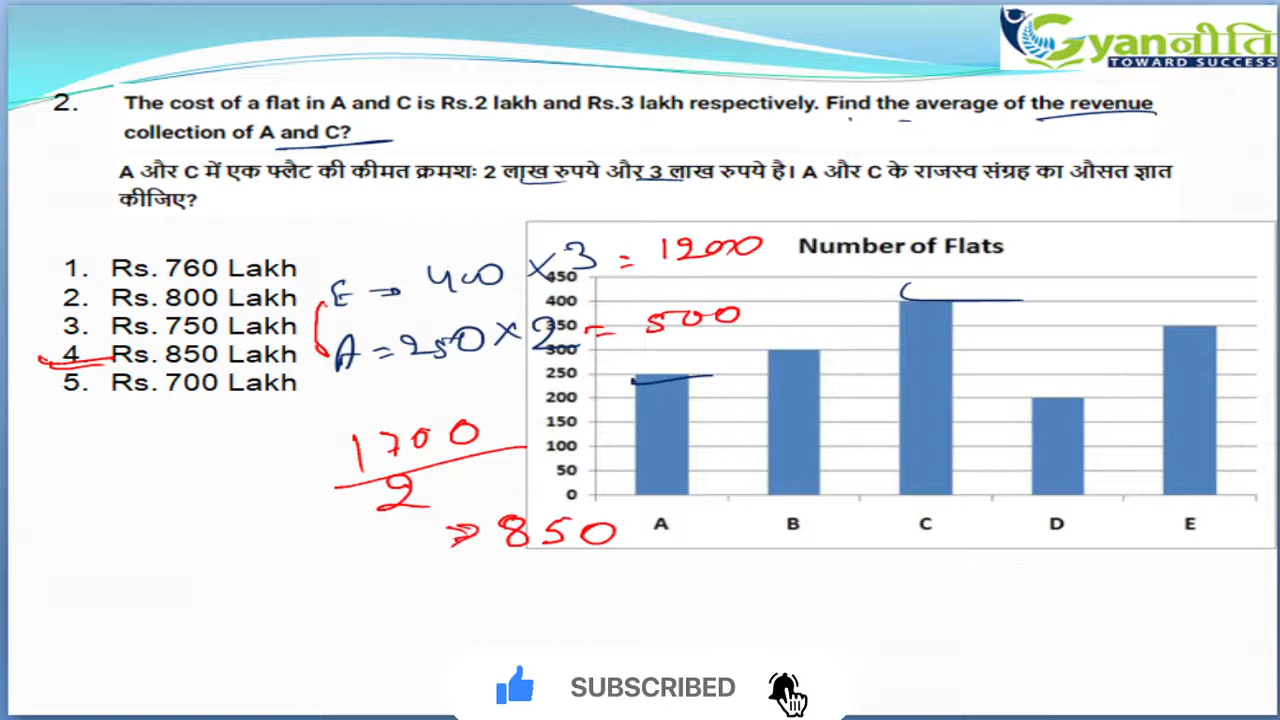 Gyanनीति
TOWARD SUCCESS
2. The cost of a flat in A and C is Rs.2 lakh and Rs.3 lakh respectively. Find the average of the revenue
collection of A and C?
A और C में एक फ्लैट की कीमत क्रमशः 2 लाख रुपये और 3 लाख रुपये है। A और C के राजस्व संग्रह का औसत ज्ञात
कीजिए?
1. Rs. 760 Lakh
2. Rs. 800 Lakh
3. Rs. 750 Lakh
4 Rs. 850 Lakh
5. Rs. 700 Lakh
E → 400 × 3 = 1200
A = 250 × 2 = 500
1700
2
⇒ 850
Number of Flats
450
400
350
300
250
200
150
100
50
0
A B C D E
SUBSCRIBED